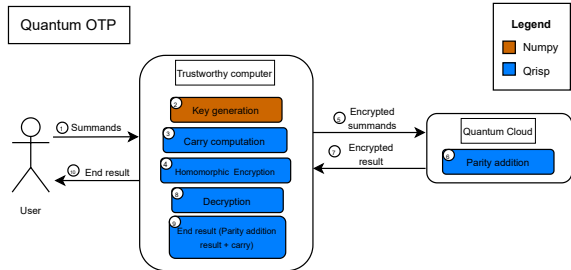 Quantum OTP
Legend
Numpy
Qrisp
Trustworthy computer
2
Key generation
3
Carry computation
4
Homomorphic Encryption
8
Decryption
9
End result (Parity addition
result + carry)
1 Summands
10 End result
User
5 Encrypted
summands
7 Encrypted
result
Quantum Cloud
6
Parity addition